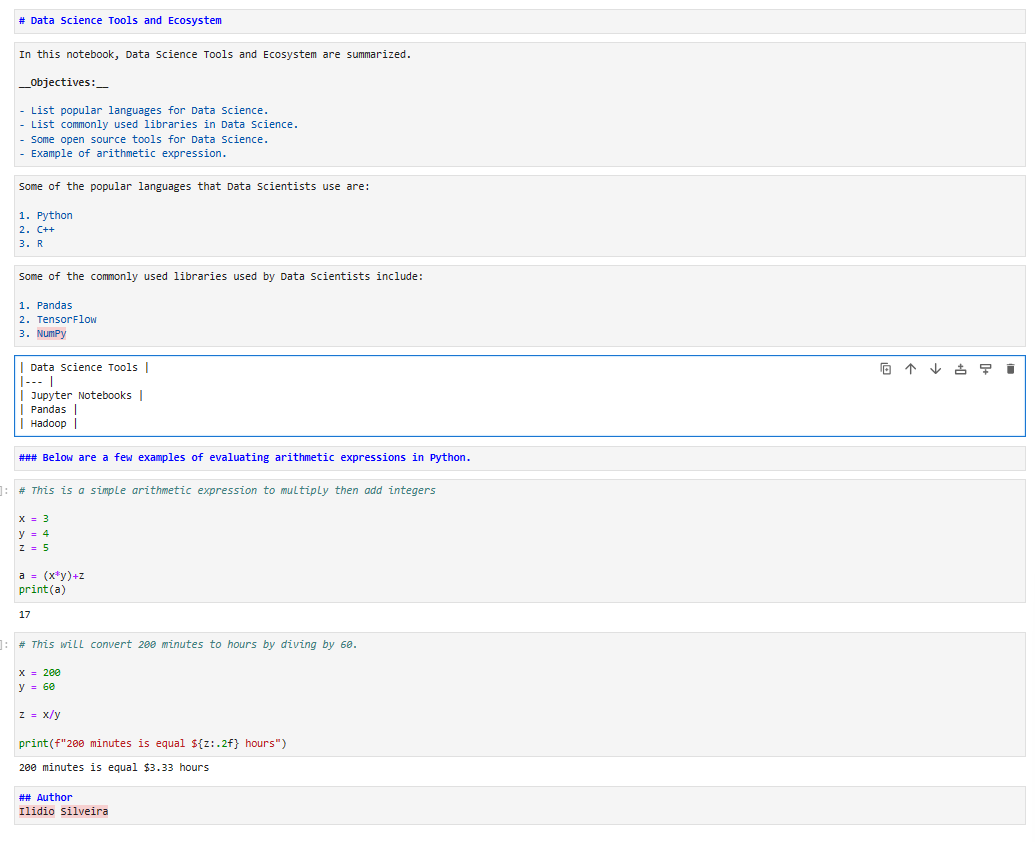 # Data Science Tools and Ecosystem
In this notebook, Data Science Tools and Ecosystem are summarized.
__Objectives:__
- List popular languages for Data Science.
- List commonly used libraries in Data Science.
- Some open source tools for Data Science.
- Example of arithmetic expression.
Some of the popular languages that Data Scientists use are:
1. Python
2. C++
3. R
Some of the commonly used libraries used by Data Scientists include:
1. Pandas
2. TensorFlow
3. NumPy
| Data Science Tools |
|--- |
| Jupyter Notebooks |
| Pandas |
| Hadoop |
### Below are a few examples of evaluating arithmetic expressions in Python.
]: # This is a simple arithmetic expression to multiply then add integers
x = 3
y = 4
z = 5
a = (x*y)+z
print(a)
17
]: # This will convert 200 minutes to hours by diving by 60.
x = 200
y = 60
z = x/y
print(f"200 minutes is equal ${z:.2f} hours")
200 minutes is equal $3.33 hours
## Author
Ilidio Silveira